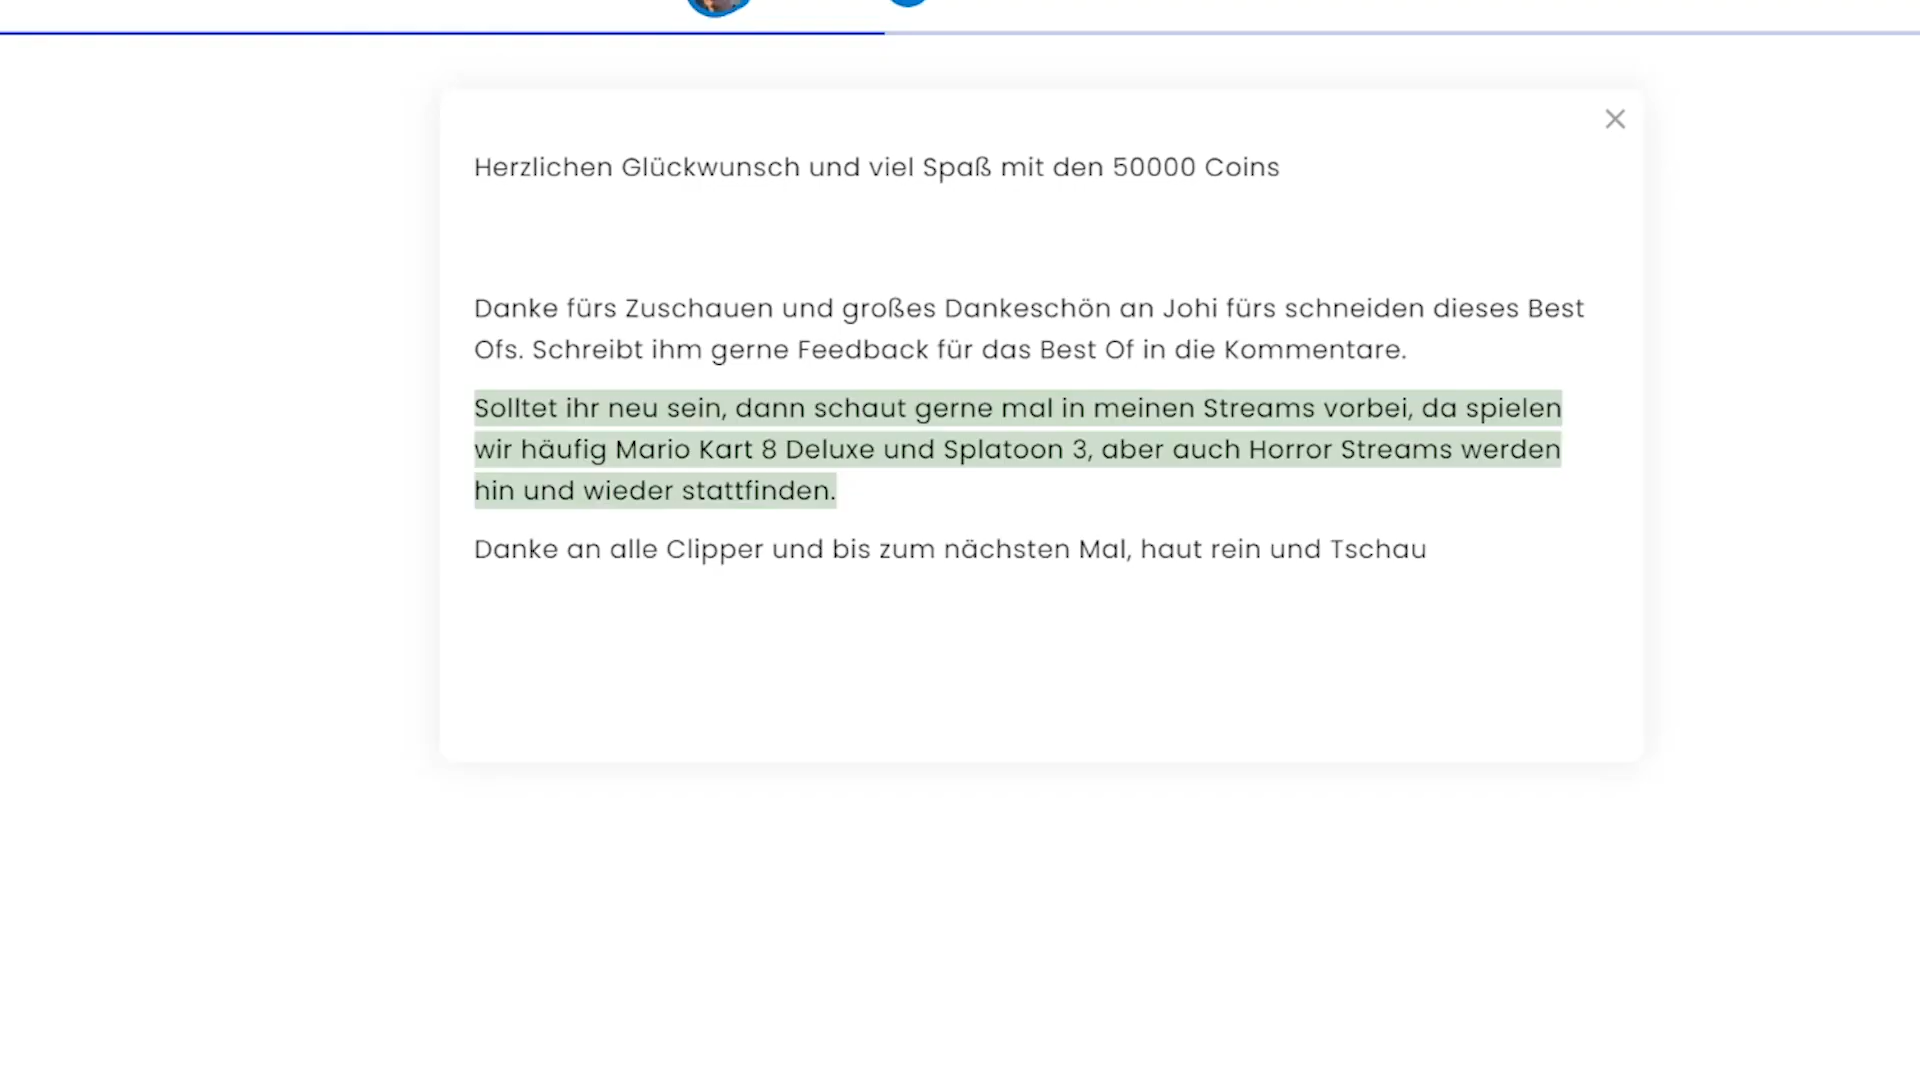 Herzlichen Glückwunsch und viel Spaß mit den 50000 Coins
Danke fürs Zuschauen und großes Dankeschön an Johi fürs schneiden dieses Best
Ofs. Schreibt ihm gerne Feedback für das Best Of in die Kommentare.
Solltet ihr neu sein, dann schaut gerne mal in meinen Streams vorbei, da spielen
wir häufig Mario Kart 8 Deluxe und Splatoon 3, aber auch Horror Streams werden
hin und wieder stattfinden.
Danke an alle Clipper und bis zum nächsten Mal, haut rein und Tschau